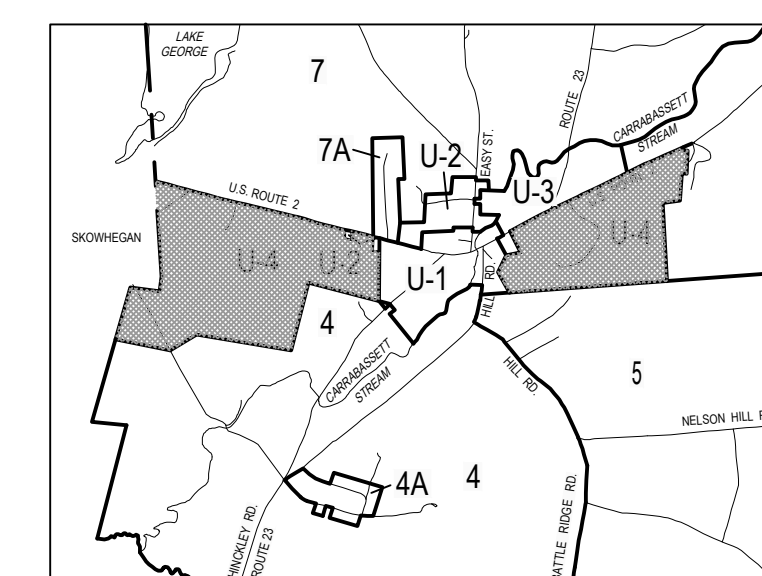 LAKE
GEORGE
7
ROUTE 23
CARRABASSETT
STREAM
7A
U-2
EASY ST.
U-3
U.S. ROUTE 2
SKOWHEGAN
U-4
U-2
U-4
U-1
HILL RD.
4
CARRABASSETT
STREAM
HILL RD.
5
NELSON HILL R
4A
4
HINCKLEY RD.
ROUTE 23
ATTLE RIDGE RD.